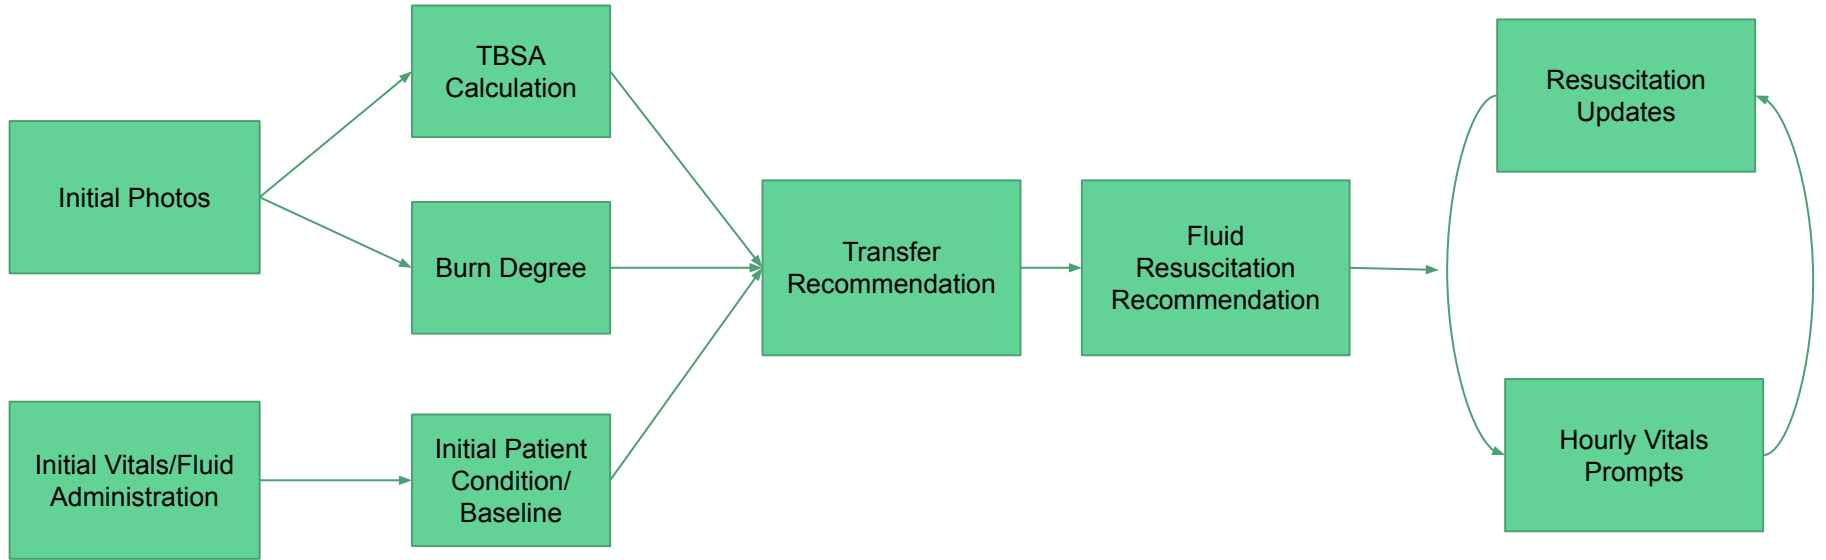 Initial Photos
TBSA
Calculation
Burn Degree
Initial Vitals/Fluid
Administration
Initial Patient
Condition/
Baseline
Transfer
Recommendation
Fluid
Resuscitation
Recommendation
Resuscitation
Updates
Hourly Vitals
Prompts